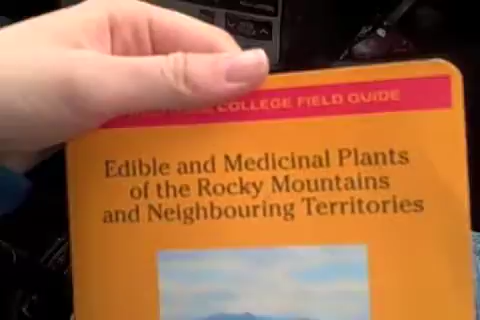 COLLEGE FIELD GUIDE
Edible and Medicinal Plants
of the Rocky Mountains
and Neighbouring Territories